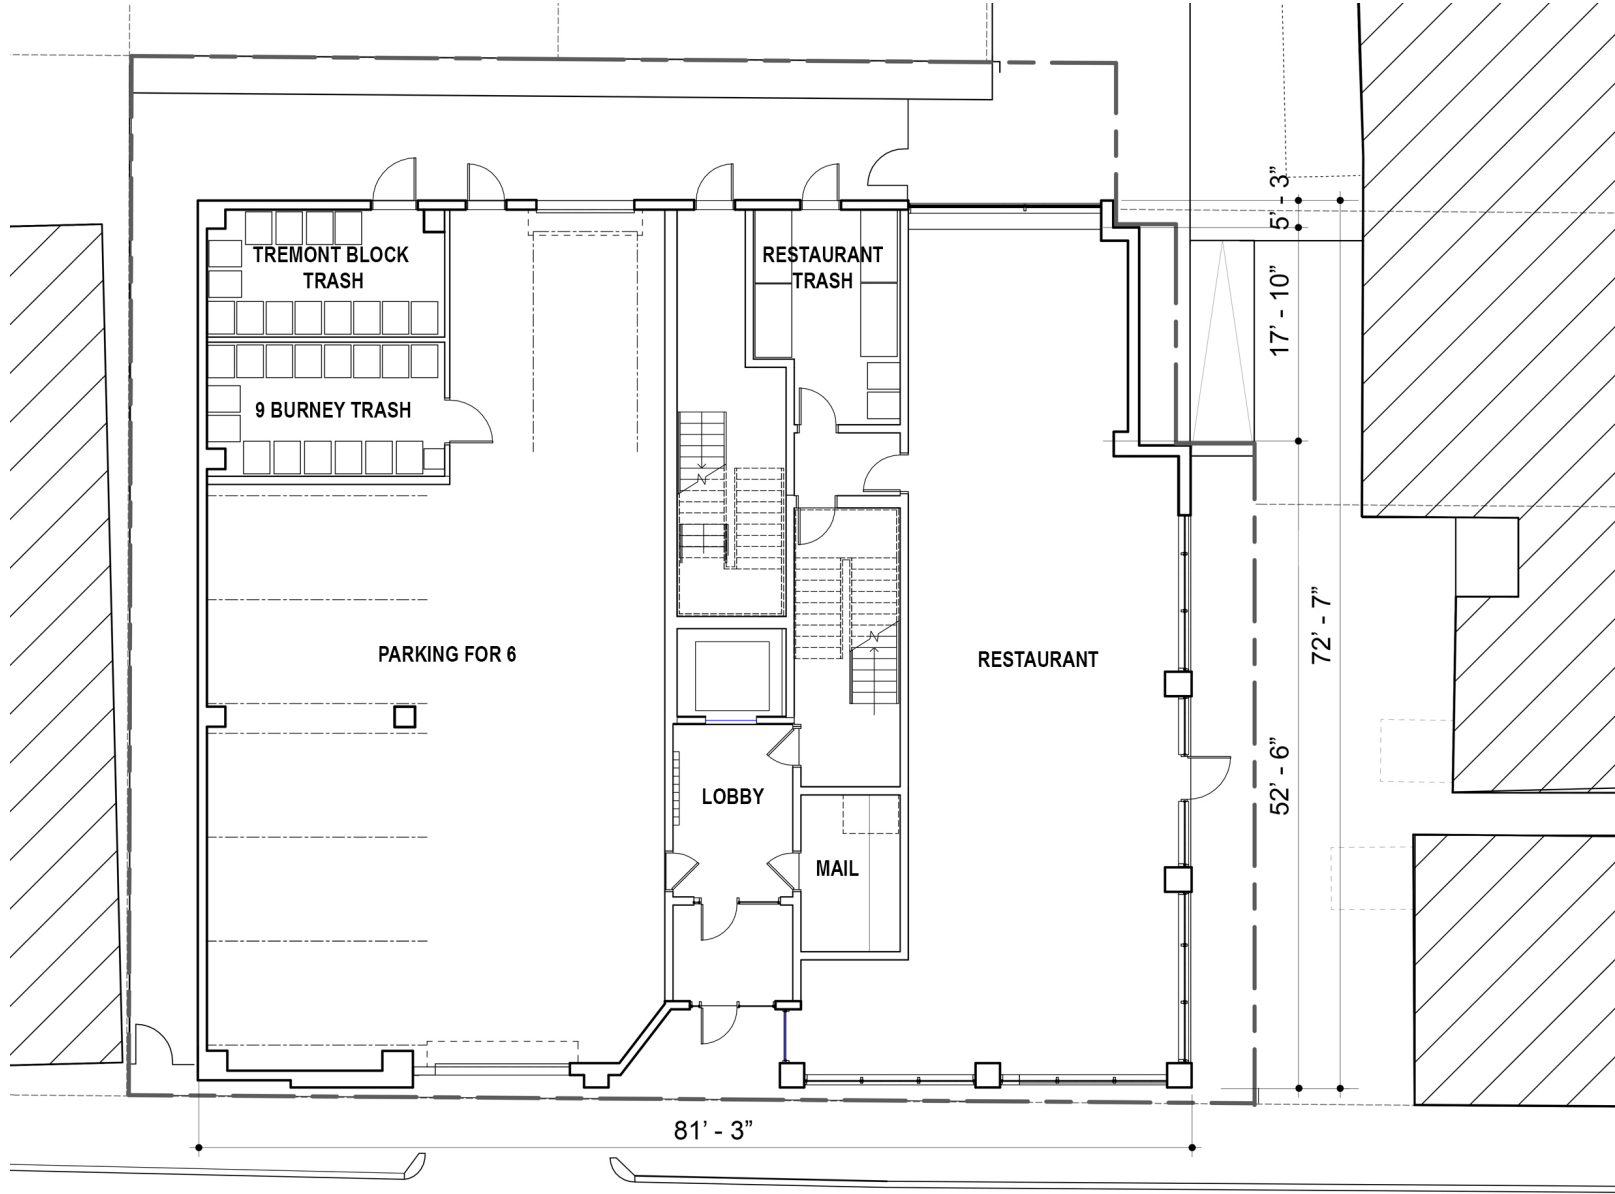 5’ - 3”
TREMONT BLOCK
TRASH
RESTAURANT
TRASH
17’ - 10”
9 BURNEY TRASH
N
72’ - 7”
PARKING FOR 6
N
RESTAURANT
52’ - 6”
LOBBY
MAIL
81’ - 3”